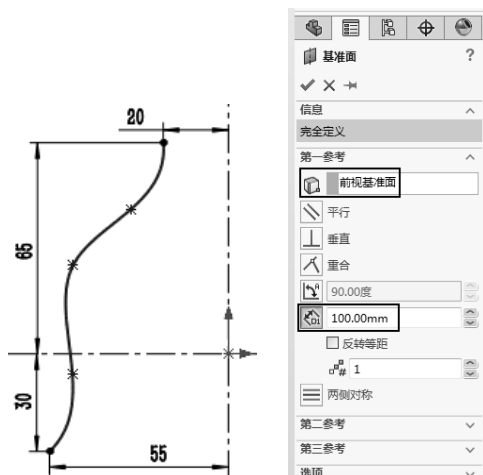 20
65
30
55
基准面
?
信息
完全定义
第一参考
前视基准面
平行
垂直
重合
90.00度
D1
100.00mm
反转等距
# 1
两侧对称
第二参考
第三参考
选项